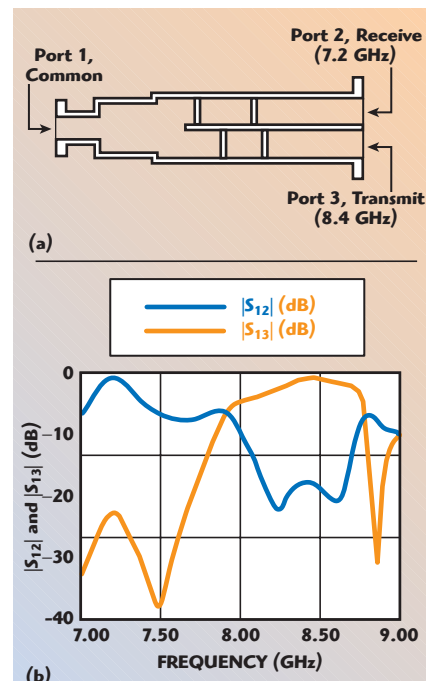 Port 1,
Common
Port 2, Receive
(7.2 GHz)
Port 3, Transmit
(8.4 GHz)
(a)
|S12| (dB)
|S13| (dB)
|S12| and |S13| (dB)
0
–10
–20
–30
-40
7.00 7.50 8.00 8.50 9.00
FREQUENCY (GHz)
(b)